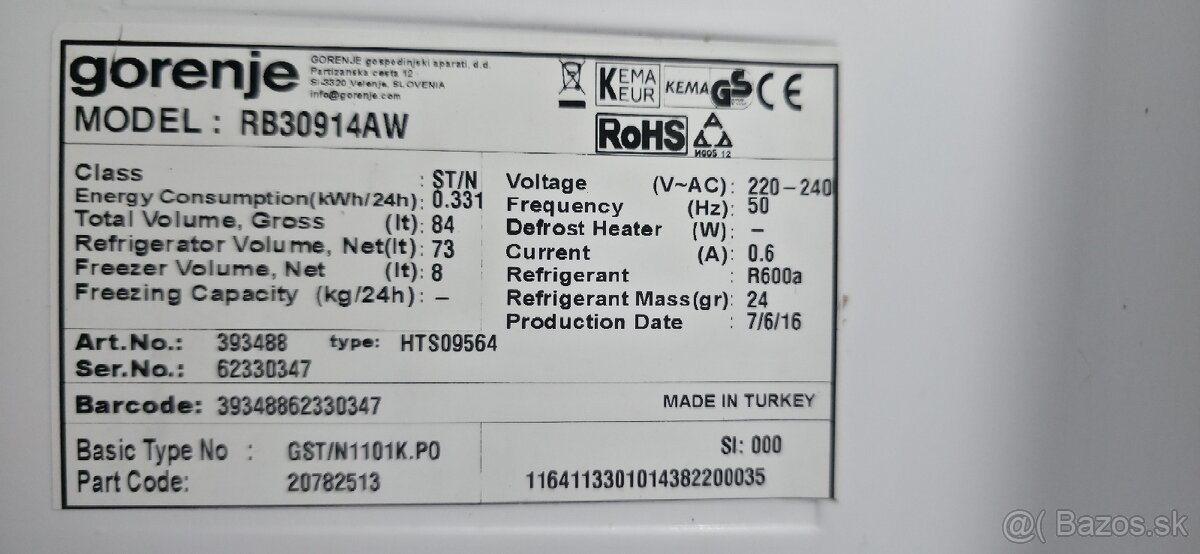 gorenje
GORENJE gospodinjski aparati, d.d.
Partizanska cesta 12
SI-3320 Velenje, SLOVENIA
info@gorenje.com
KEMA EUR
KEMA GS CE
MODEL : RB30914AW
RoHS
Class : ST/N
Energy Consumption(kWh/24h): 0.331
Total Volume, Gross (lt): 84
Refrigerator Volume, Net(lt): 73
Freezer Volume, Net (lt): 8
Freezing Capacity (kg/24h): –
Voltage (V~AC): 220-240
Frequency (Hz): 50
Defrost Heater (W): –
Current (A): 0.6
Refrigerant : R600a
Refrigerant Mass(gr): 24
Production Date : 7/6/16
Art.No.: 393488 type: HTS09564
Ser.No.: 62330347
Barcode: 39348862330347
MADE IN TURKEY
Basic Type No : GST/N1101K.P0
Part Code: 20782513
SI: 000
1164113301014382200035
@( Bazos.sk